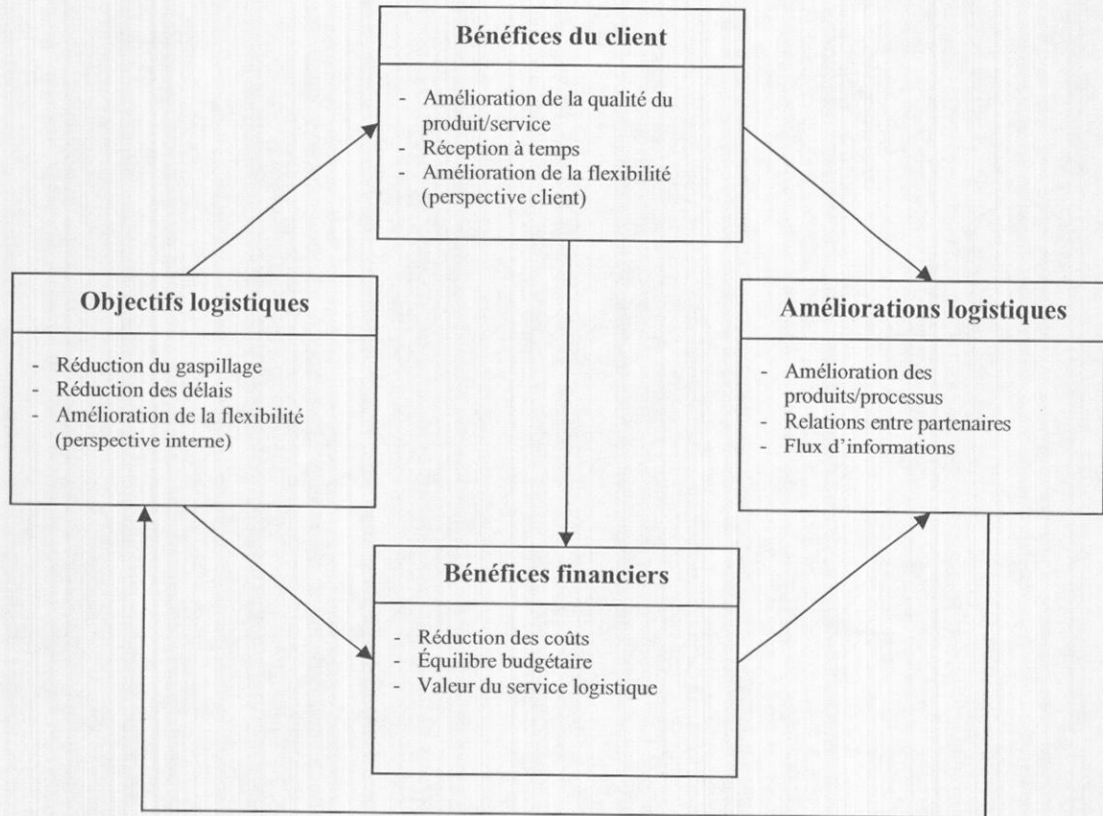 Bénéfices du client
- Amélioration de la qualité du
produit/service
- Réception à temps
- Amélioration de la flexibilité
(perspective client)
Objectifs logistiques
- Réduction du gaspillage
- Réduction des délais
- Amélioration de la flexibilité
(perspective interne)
Améliorations logistiques
- Amélioration des
produits/processus
- Relations entre partenaires
- Flux d'informations
Bénéfices financiers
- Réduction des coûts
- Équilibre budgétaire
- Valeur du service logistique